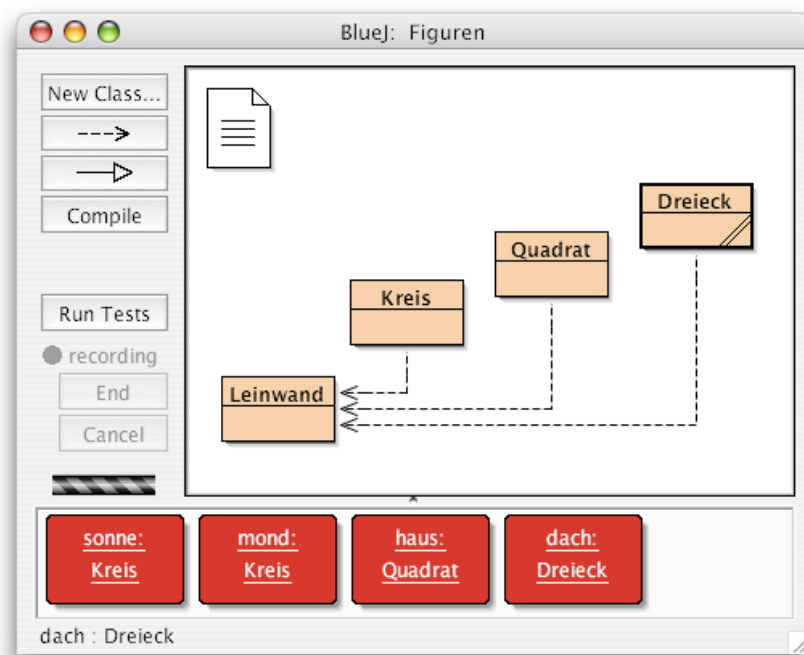 BlueJ: Figuren
New Class...
Compile
Run Tests
recording
End
Cancel
Dreieck
Quadrat
Kreis
Leinwand
sonne:
Kreis
mond:
Kreis
haus:
Quadrat
dach:
Dreieck
dach : Dreieck